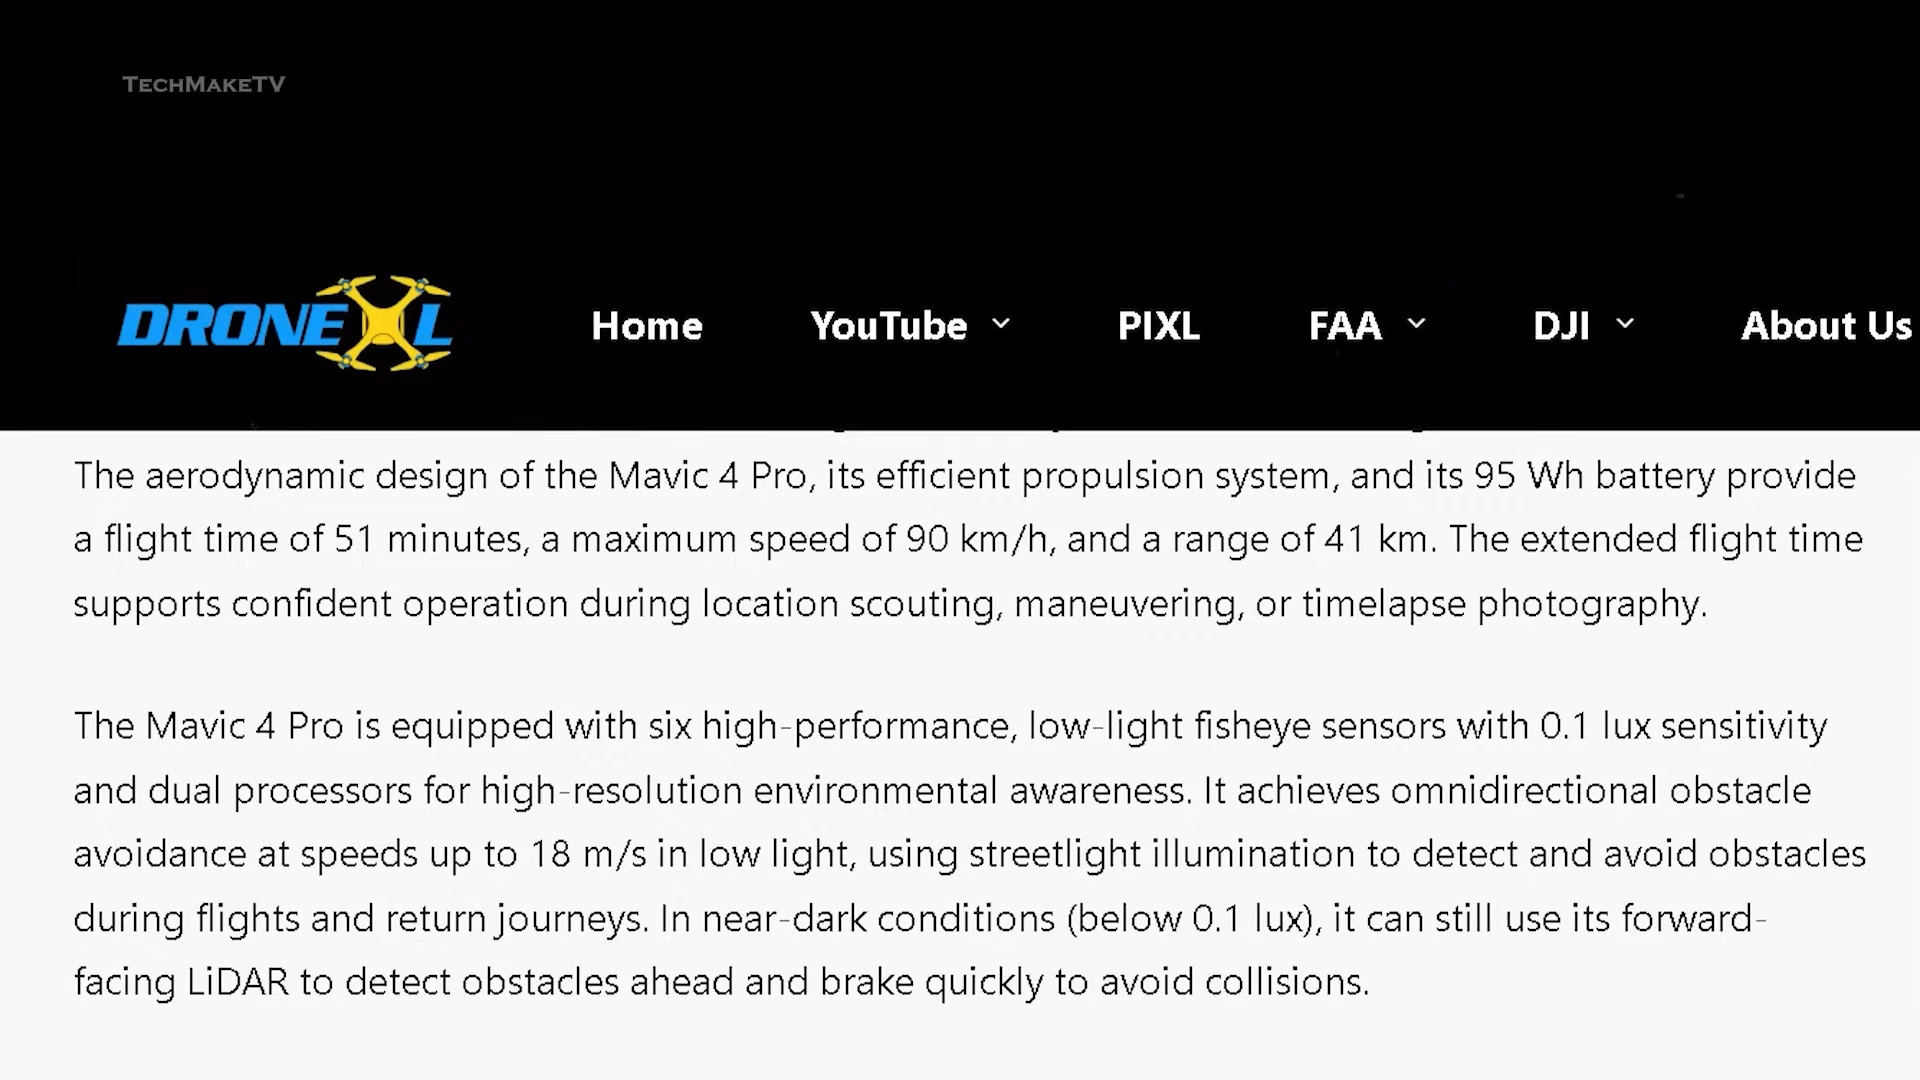 TECHMAKETV
DRONEXL
Home YouTube PIXL FAA DJI About Us
The aerodynamic design of the Mavic 4 Pro, its efficient propulsion system, and its 95 Wh battery provide
a flight time of 51 minutes, a maximum speed of 90 km/h, and a range of 41 km. The extended flight time
supports confident operation during location scouting, maneuvering, or timelapse photography.
The Mavic 4 Pro is equipped with six high-performance, low-light fisheye sensors with 0.1 lux sensitivity
and dual processors for high-resolution environmental awareness. It achieves omnidirectional obstacle
avoidance at speeds up to 18 m/s in low light, using streetlight illumination to detect and avoid obstacles
during flights and return journeys. In near-dark conditions (below 0.1 lux), it can still use its forward-
facing LiDAR to detect obstacles ahead and brake quickly to avoid collisions.